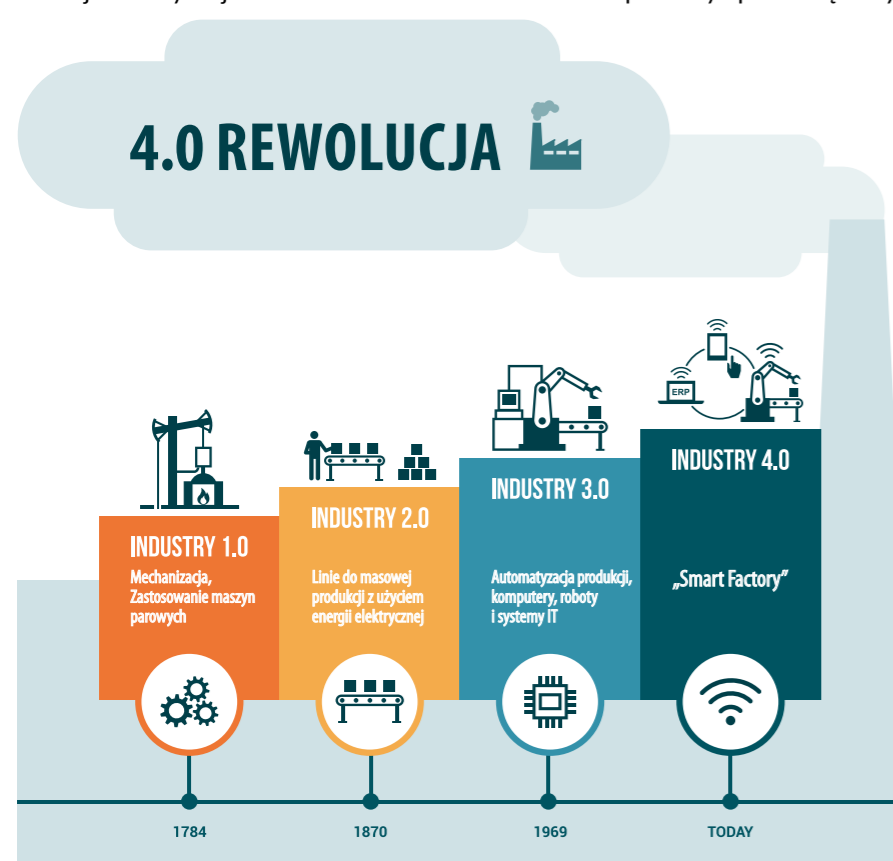 4.0 REWOLUCJA
ERP
INDUSTRY 1.0
Mechanizacja,
Zastosowanie maszyn
parowych
INDUSTRY 2.0
Linie do masowej
produkcji z użyciem
energii elektrycznej
INDUSTRY 3.0
Automatyzacja produkcji,
komputery, roboty
i systemy IT
INDUSTRY 4.0
„Smart Factory”
1784
1870
1969
TODAY